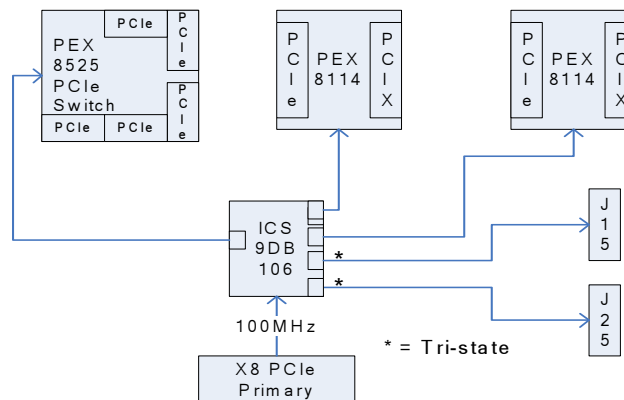 PEX
8525
PCIe
Switch
PCIe
PCIe
PCIe
PCIe
PCIe
PCIe
PEX
8114
PCIX
PCIe
PEX
8114
PCIX
ICS
9DB
106
*
*
J
1
5
J
2
5
100MHz
* = Tri-state
X8 PCIe
Primary